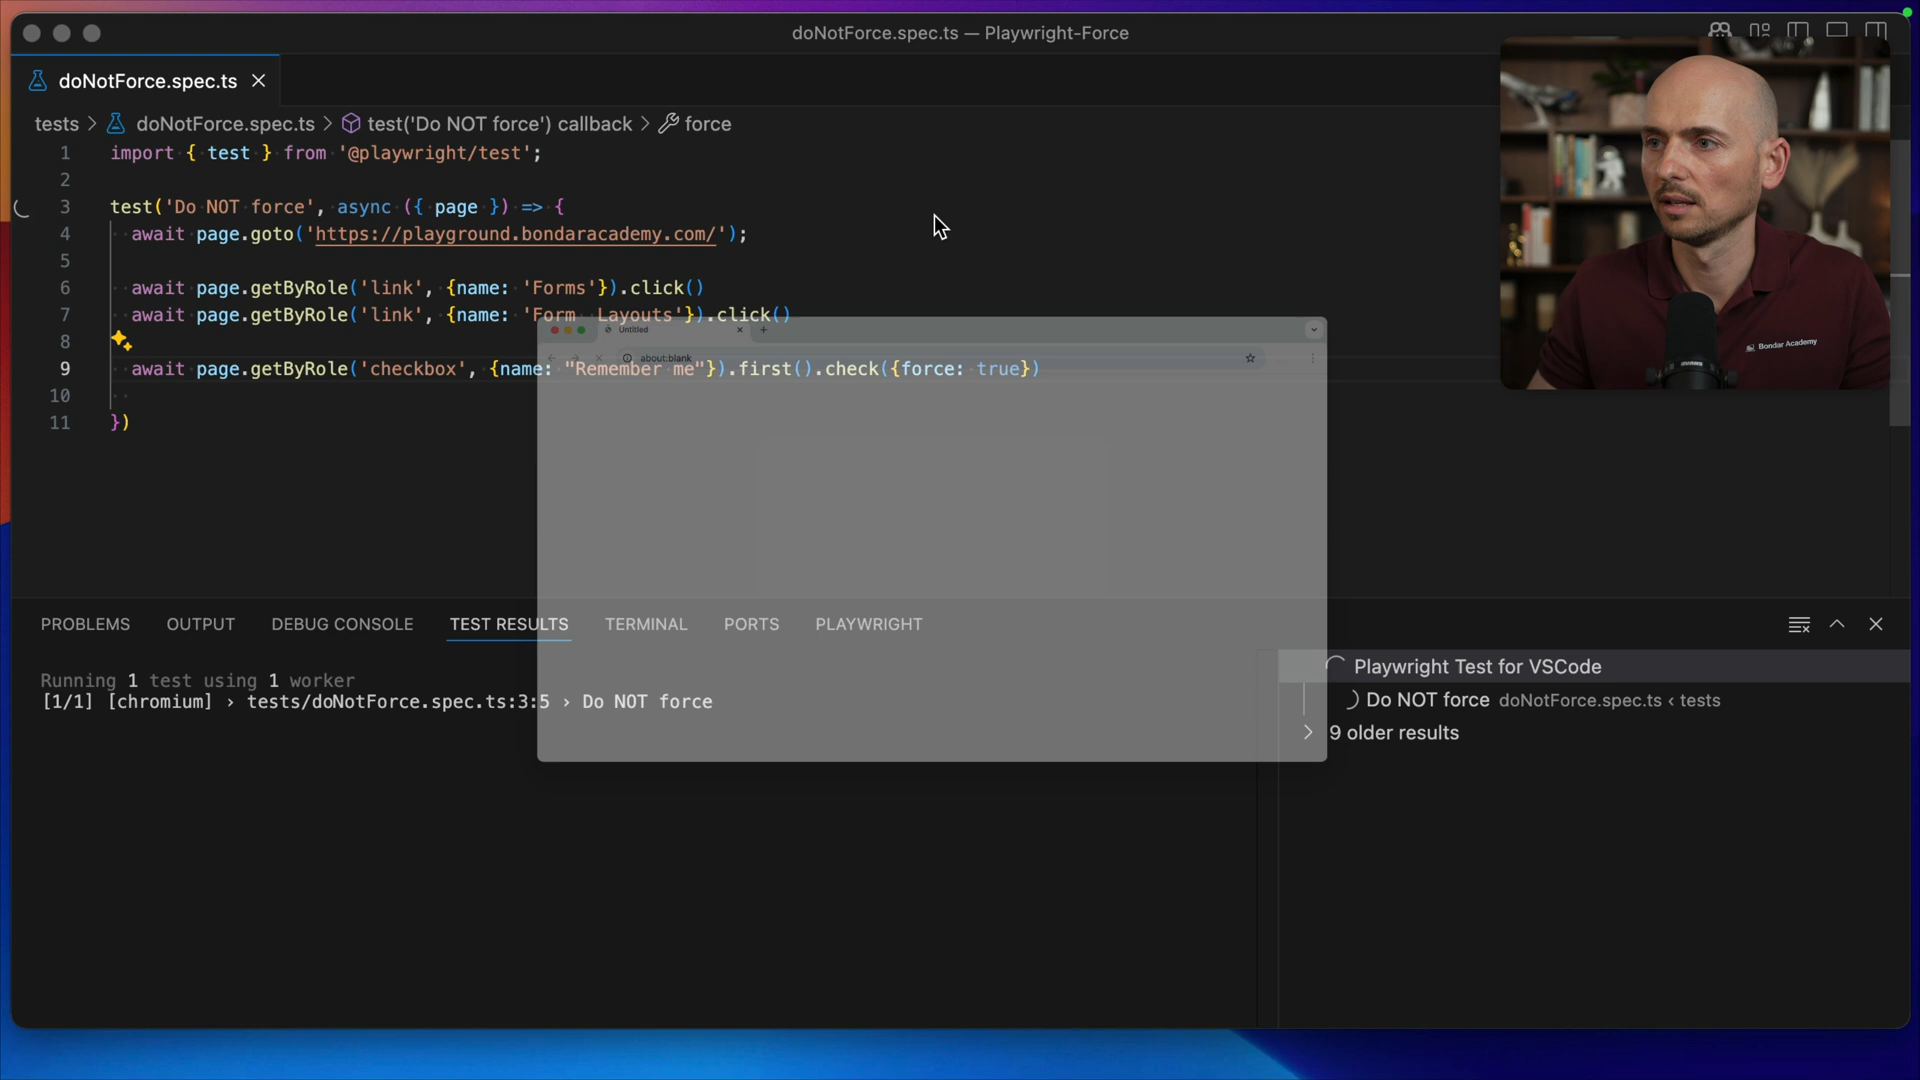 doNotForce.spec.ts — Playwright-Force
doNotForce.spec.ts
tests > doNotForce.spec.ts > test('Do NOT force') callback > force
1 import { test } from '@playwright/test';
2
3 test('Do NOT force', async ({ page }) => {
4 await page.goto('https://playground.bondaracademy.com/');
5
6 await page.getByRole('link', {name: 'Forms'}).click()
7 await page.getByRole('link', {name: 'Form Layouts'}).click()
8
9 await page.getByRole('checkbox', {name: "Remember me"}).first().check({force: true})
10
11 })
Untitled
about:blank
Bondar Academy
PROBLEMS OUTPUT DEBUG CONSOLE TEST RESULTS TERMINAL PORTS PLAYWRIGHT
Running 1 test using 1 worker
[1/1] [chromium] › tests/doNotForce.spec.ts:3:5 › Do NOT force
Playwright Test for VSCode
Do NOT force doNotForce.spec.ts < tests
9 older results